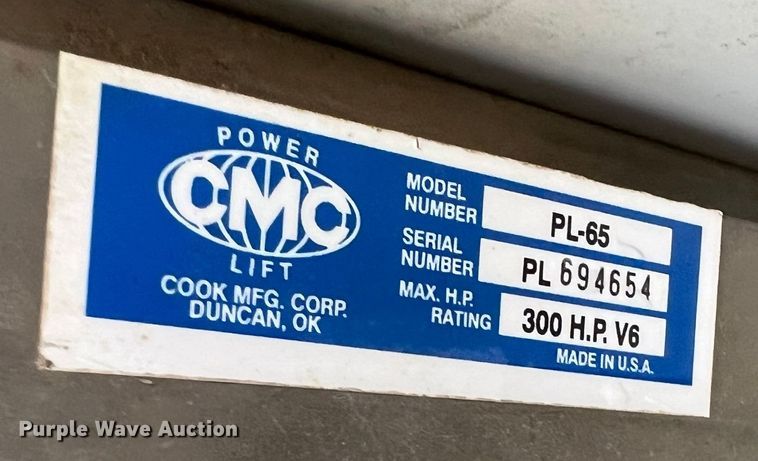 POWER
CMC
LIFT
COOK MFG. CORP.
DUNCAN, OK
MODEL
NUMBER
PL-65
SERIAL
NUMBER
PL 694654
MAX. H.P.
RATING
300 H.P. V6
MADE IN U.S.A.
Purple Wave Auction